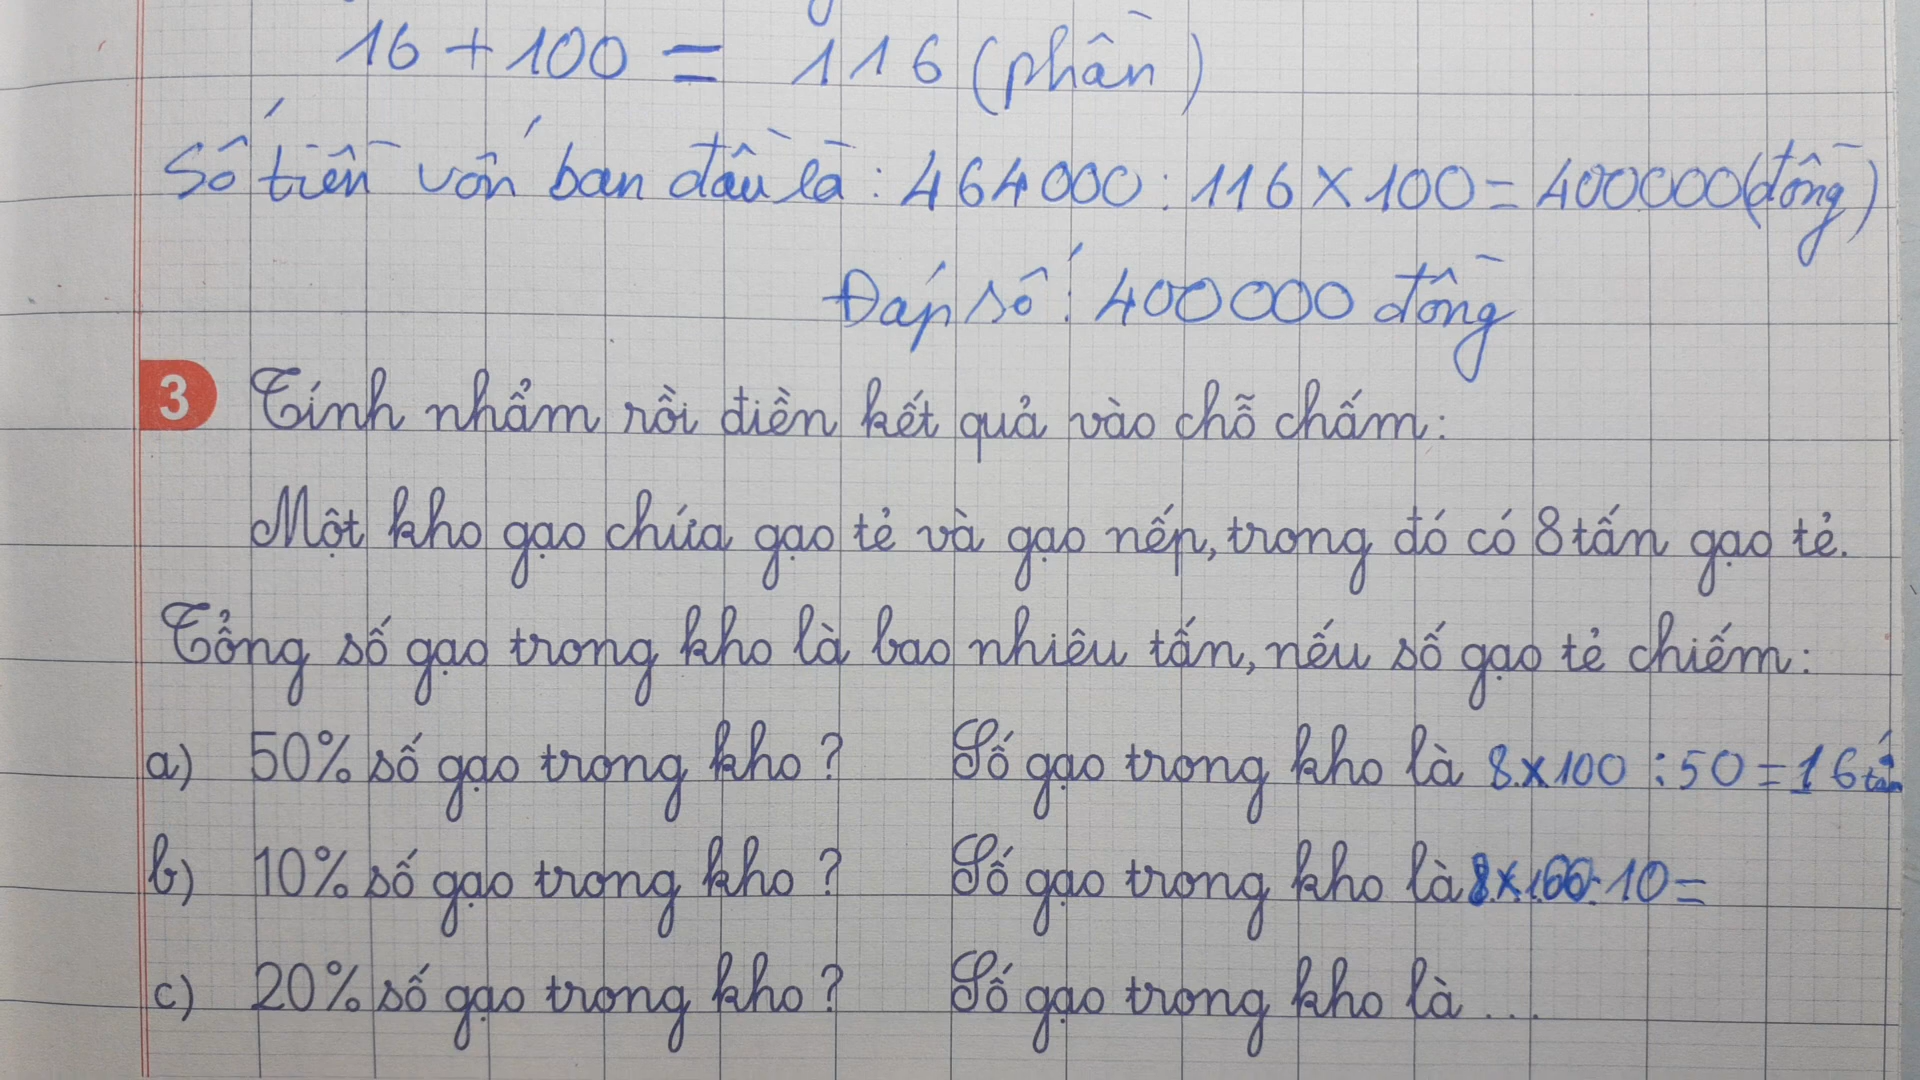 16 + 100 = 116 (phần)
Số tiền vốn ban đầu là : 464000 : 116 x 100 = 400000 (đồng)
Đáp số : 400000 đồng
3 Tính nhẩm rồi điền kết quả vào chỗ chấm:
Một kho gạo chứa gạo tẻ và gạo nếp, trong đó có 8 tấn gạo tẻ.
Tổng số gạo trong kho là bao nhiêu tấn, nếu số gạo tẻ chiếm:
a) 50% số gạo trong kho ? Số gạo trong kho là 8 x 100 : 50 = 16 tấn
b) 10% số gạo trong kho ? Số gạo trong kho là 8 x 100 : 10 =
c) 20% số gạo trong kho ? Số gạo trong kho là ...